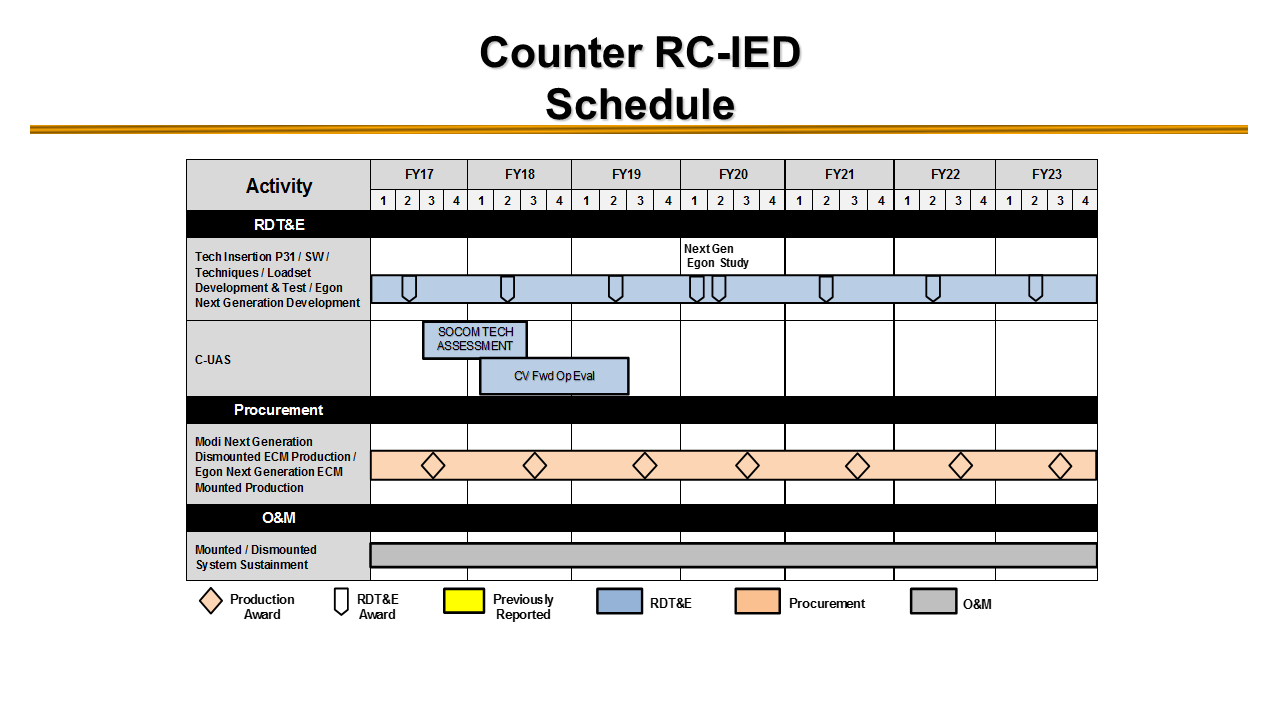 Counter RC-IED
Schedule
Activity
FY17 FY18 FY19 FY20 FY21 FY22 FY23
1 2 3 4 1 2 3 4 1 2 3 4 1 2 3 4 1 2 3 4 1 2 3 4 1 2 3 4
RDT&E
Tech Insertion P31 / SW /
Techniques / Loadset
Development & Test / Egon
Next Generation Development
Next Gen
Egon Study
C-UAS
SOCOM TECH
ASSESSMENT
CV Fwd Op Eval
Procurement
Modi Next Generation
Dismounted ECM Production /
Egon Next Generation ECM
Mounted Production
O&M
Mounted / Dismounted
System Sustainment
Production
Award
RDT&E
Award
Previously
Reported
RDT&E
Procurement
O&M